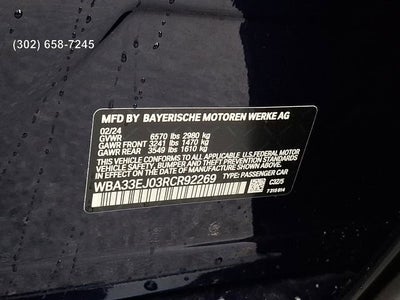 (302) 658-7245
MFD BY BAYERISCHE MOTOREN WERKE AG
02/24
GVWR 6570 lbs 2980 kg
GAWR FRONT 3241 lbs 1470 kg
GAWR REAR 3549 lbs 1610 kg
THIS VEHICLE CONFORMS TO ALL APPLICABLE U.S. FEDERAL MOTOR
VEHICLE SAFETY, BUMPER AND THEFT PREVENTION STANDARDS
IN EFFECT ON THE DATE OF MANUFACTURE SHOWN ABOVE.
WBA33EJ03RCR92269 TYPE: PASSENGER CAR
C32/5